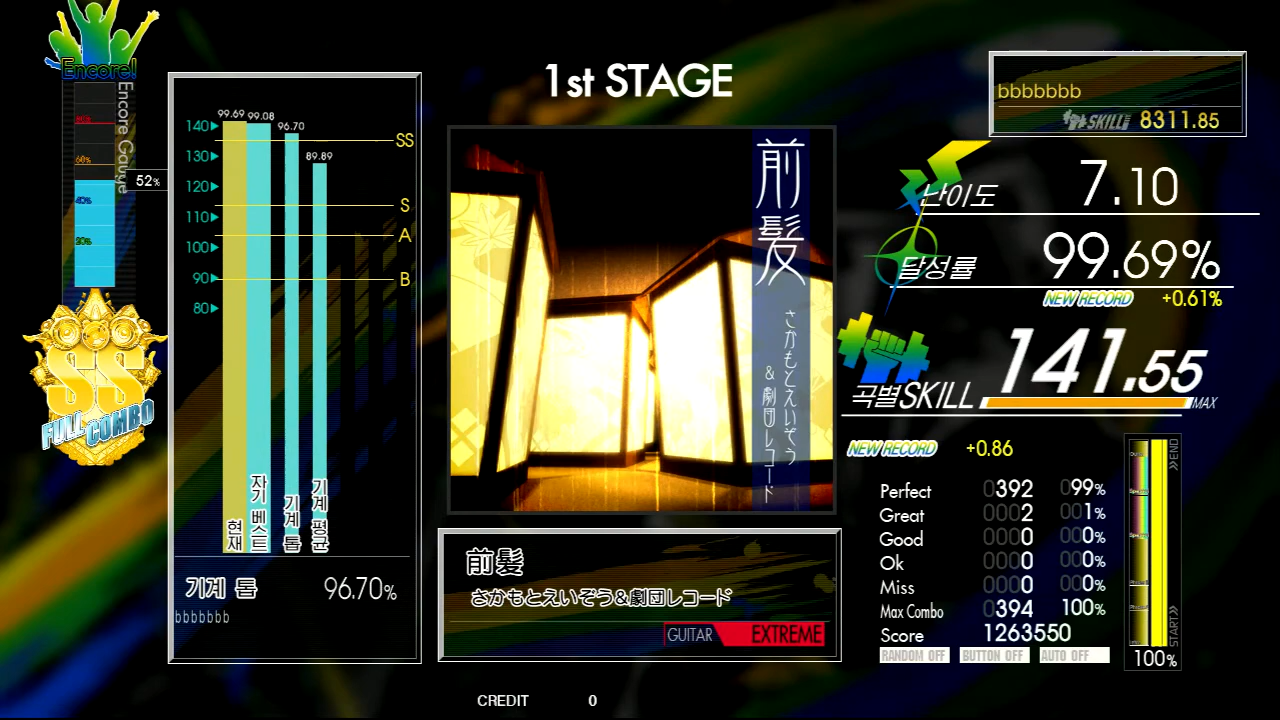 Encore!
Encore Gauge
80%
60%
52%
40%
20%
SS
FULL COMBO
99.69 99.08 96.70 89.89
140
130
120
110
100
90
80
SS
S
A
B
현재
자기 베스트
기계 톱
기계 평균
기계 톱 96.70%
bbbbbbb
1st STAGE
前髪
さかもとえいぞう
&劇団レコード
前髪
さかもとえいぞう&劇団レコード
GUITAR EXTREME
CREDIT 0
bbbbbbb
SKILL 8311.85
난이도 7.10
달성률 99.69%
NEW RECORD +0.61%
곡별SKILL 141.55
MAX
NEW RECORD +0.86
Perfect 0392 099%
Great 0002 001%
Good 0000 000%
Ok 0000 000%
Miss 0000 000%
Max Combo 0394 100%
Score 1263550
RANDOM OFF BUTTON OFF AUTO OFF
END
START
100%